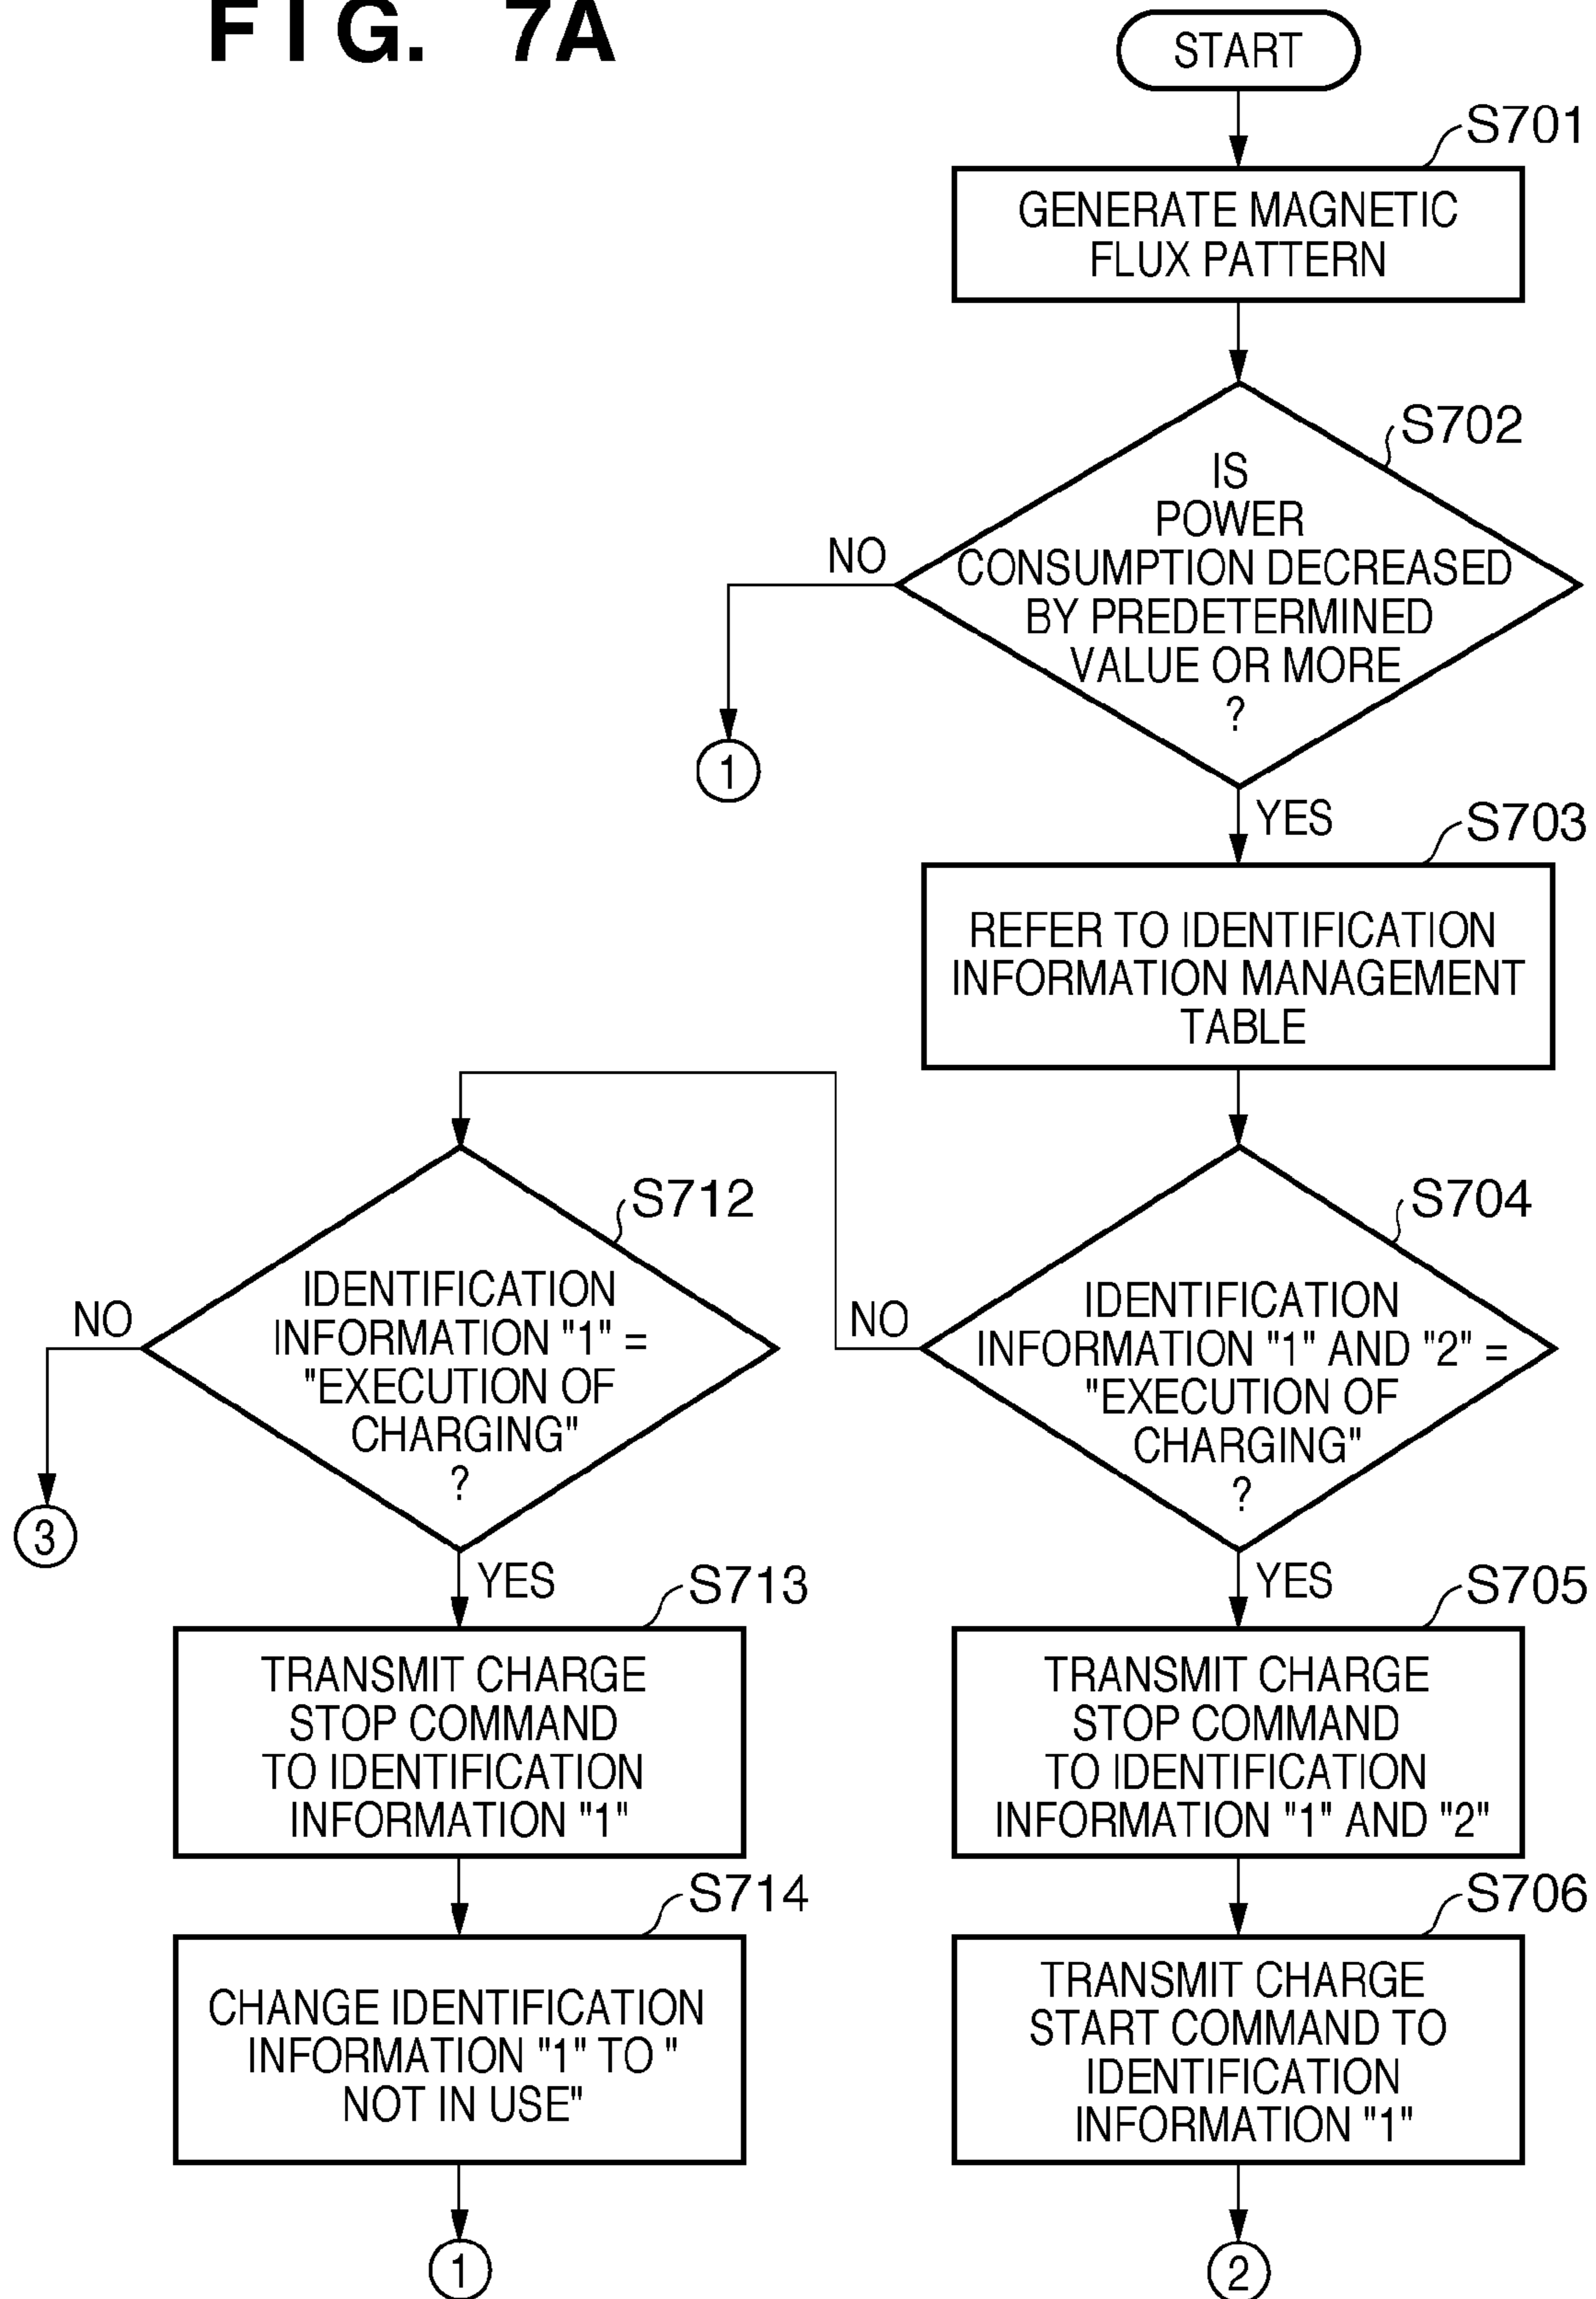 FIG. 7A
START
S701
GENERATE MAGNETIC
FLUX PATTERN
S702
IS
POWER
CONSUMPTION DECREASED
BY PREDETERMINED
VALUE OR MORE
?
NO
1
YES
S703
REFER TO IDENTIFICATION
INFORMATION MANAGEMENT
TABLE
S704
IDENTIFICATION
INFORMATION "1" AND "2" =
"EXECUTION OF
CHARGING"
?
NO
YES
S705
TRANSMIT CHARGE
STOP COMMAND
TO IDENTIFICATION
INFORMATION "1" AND "2"
S706
TRANSMIT CHARGE
START COMMAND TO
IDENTIFICATION
INFORMATION "1"
2
S712
IDENTIFICATION
INFORMATION "1" =
"EXECUTION OF
CHARGING"
?
NO
3
YES
S713
TRANSMIT CHARGE
STOP COMMAND
TO IDENTIFICATION
INFORMATION "1"
S714
CHANGE IDENTIFICATION
INFORMATION "1" TO "
NOT IN USE"
1